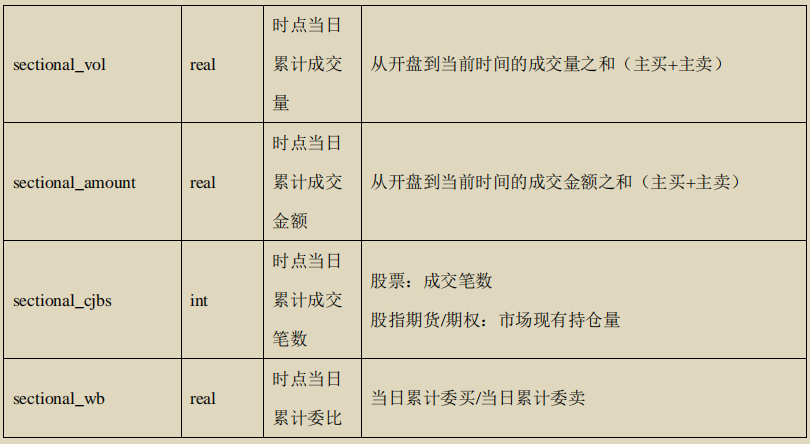 sectional_vol real 时点当日累计成交量 从开盘到当前时间的成交量之和（主买+主卖）
sectional_amount real 时点当日累计成交金额 从开盘到当前时间的成交金额之和（主买+主卖）
sectional_cjbs int 时点当日累计成交笔数 股票：成交笔数
股指期货/期权：市场现有持仓量
sectional_wb real 时点当日累计委比 当日累计委买/当日累计委卖